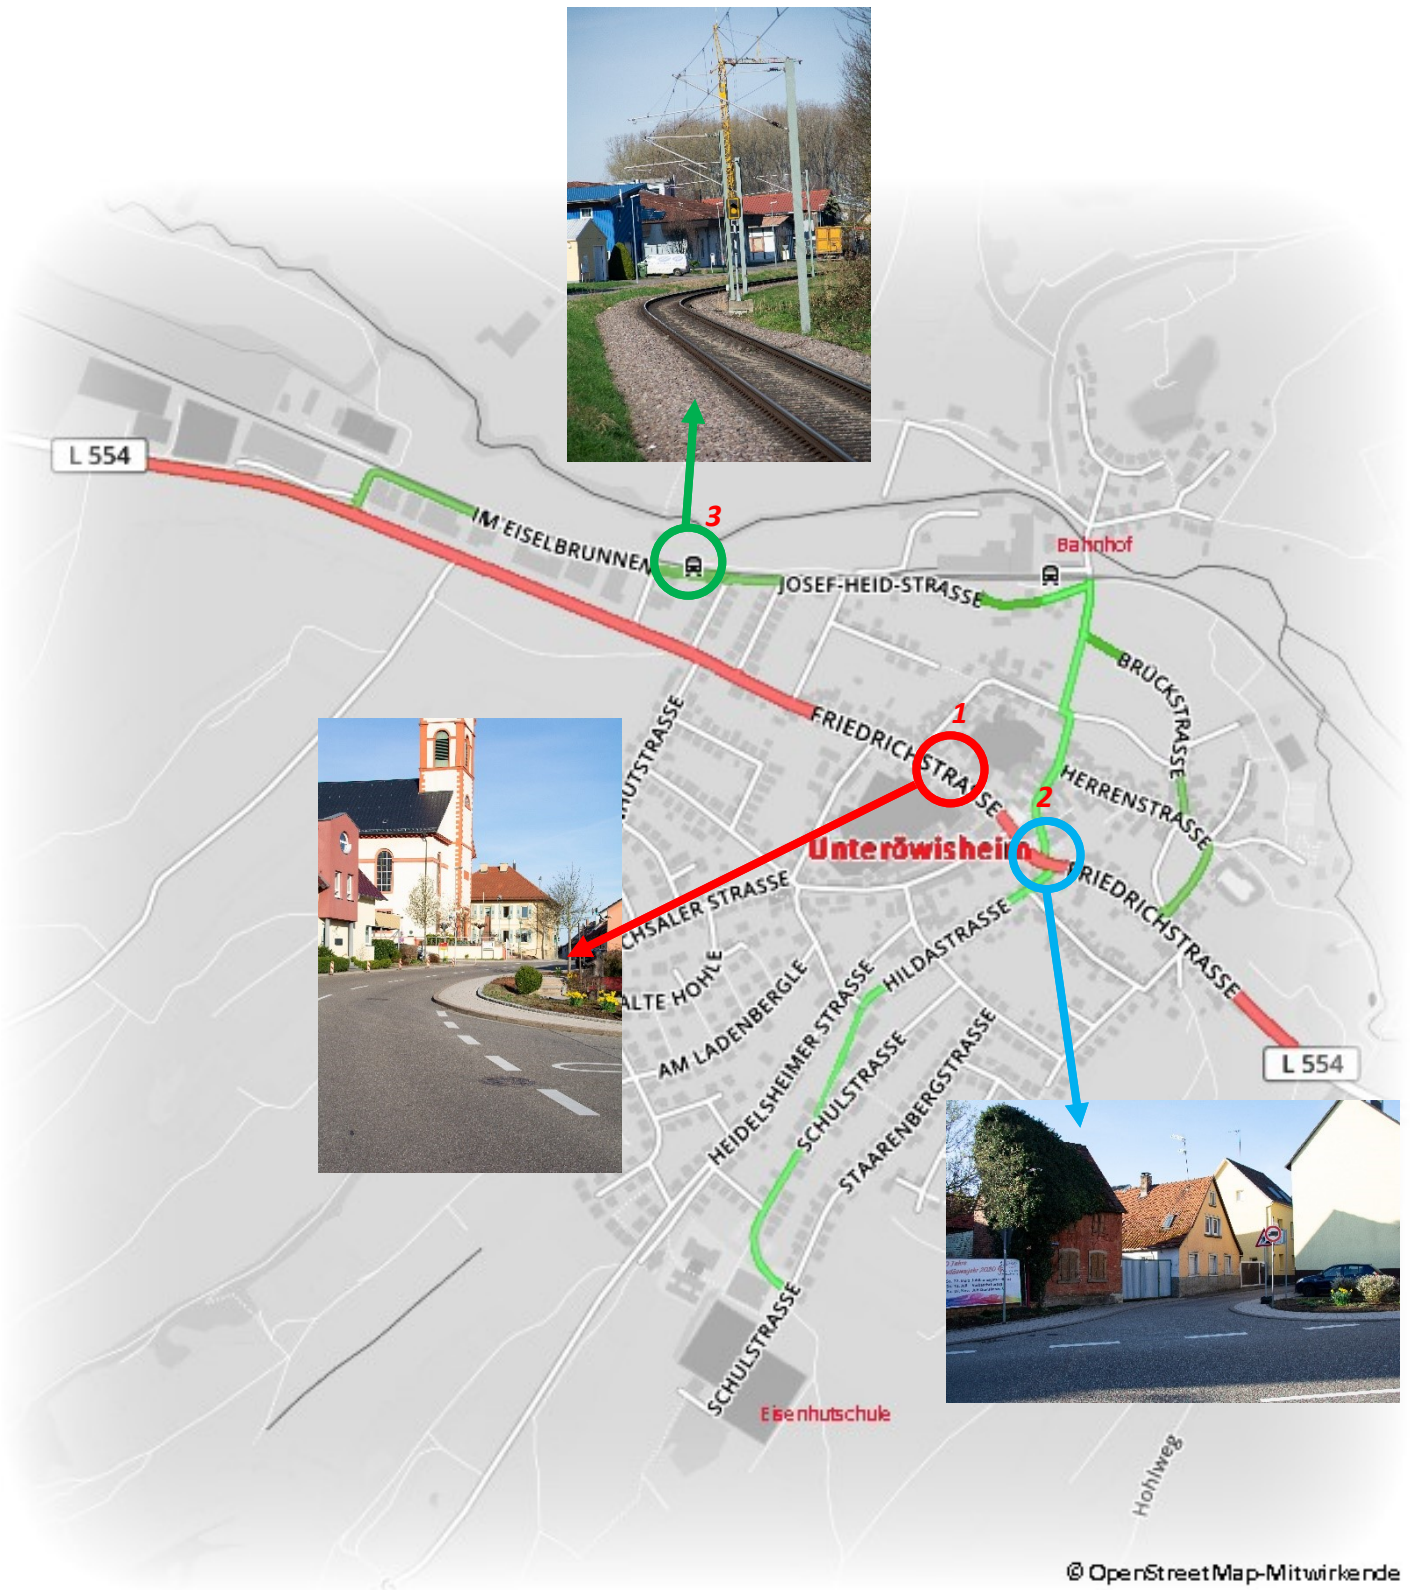 L 554
IM EISELBRUNNEN
3
Bahnhof
JOSEF-HEID-STRASSE
BRÜCKSTRASSE
1
FRIEDRICHSTRASSE
HUTSTRASSE
HERRENSTRASSE
2
Unteröwisheim
FRIEDRICHSTRASSE
CHSALER STRASSE
HILDASTRASSE
ALTE HOHLE
AM LADENBERGLE
HEIDELSHEIMER STRASSE
SCHULSTRASSE
STAARENBERGSTRASSE
L 554
SCHULSTRASSE
Eisenhutschule
Hohlweg
© OpenStreetMap-Mitwirkende